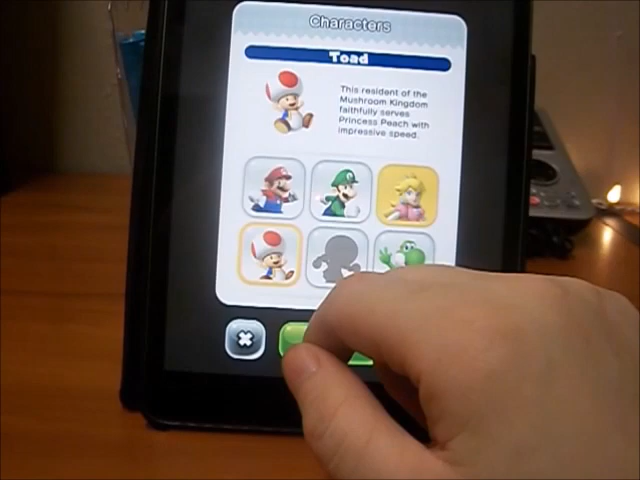 Characters
Toad
This resident of the
Mushroom Kingdom
faithfully serves
Princess Peach with
impressive speed.